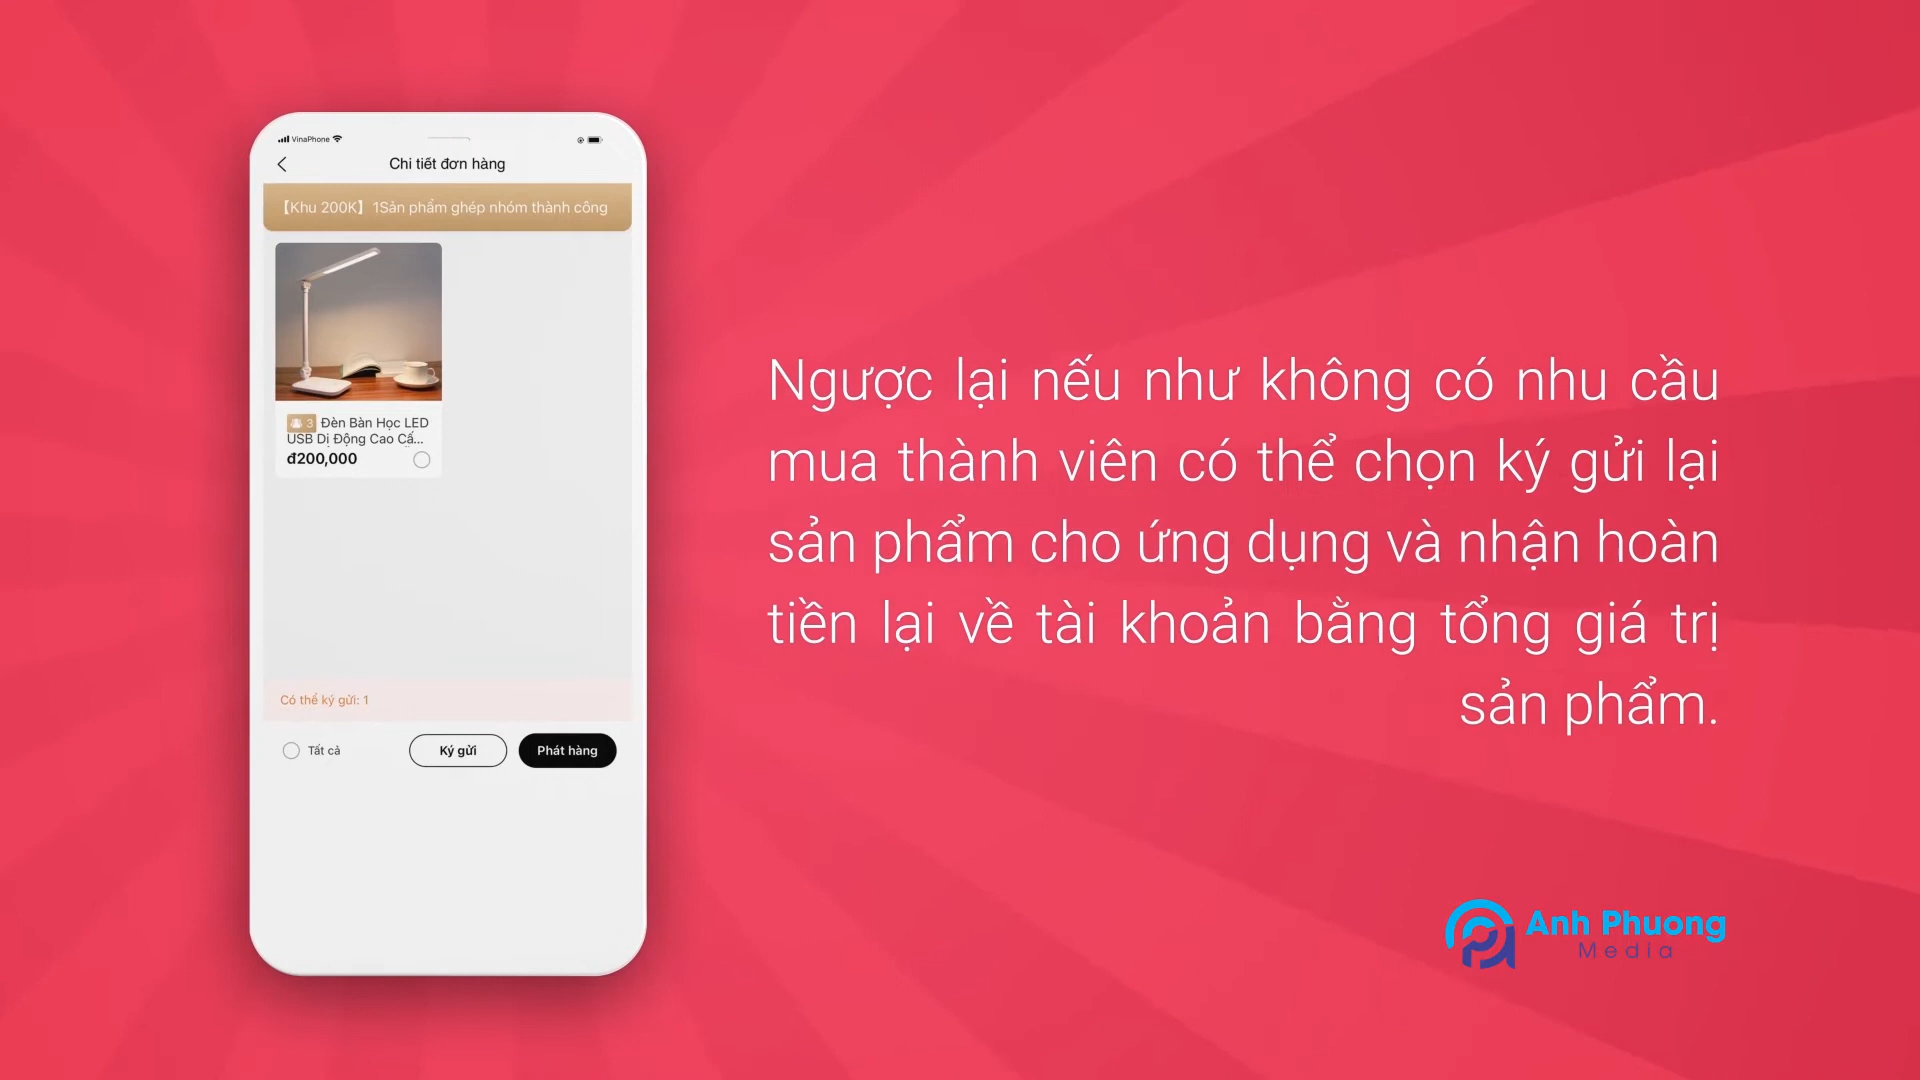 VinaPhone
Chi tiết đơn hàng
【Khu 200K】1Sản phẩm ghép nhóm thành công
3 Đèn Bàn Học LED
USB Di Động Cao Cấ...
đ200,000
Có thể ký gửi: 1
Tất cả
Ký gửi
Phát hàng
Ngược lại nếu như không có nhu cầu
mua thành viên có thể chọn ký gửi lại
sản phẩm cho ứng dụng và nhận hoàn
tiền lại về tài khoản bằng tổng giá trị
sản phẩm.
Anh Phuong
Media